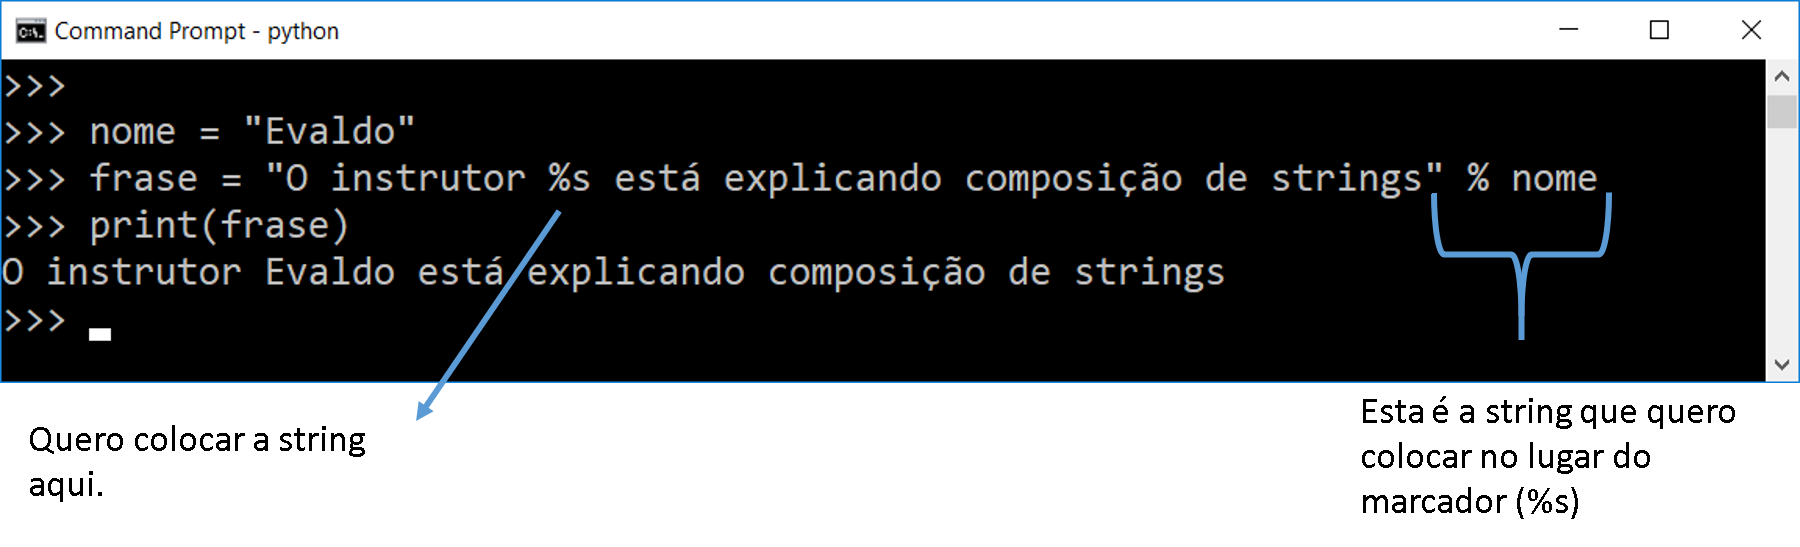 Command Prompt - python
>>>
>>> nome = "Evaldo"
>>> frase = "O instrutor %s está explicando composição de strings" % nome
>>> print(frase)
O instrutor Evaldo está explicando composição de strings
>>>
Quero colocar a string
aqui.
Esta é a string que quero
colocar no lugar do
marcador (%s)